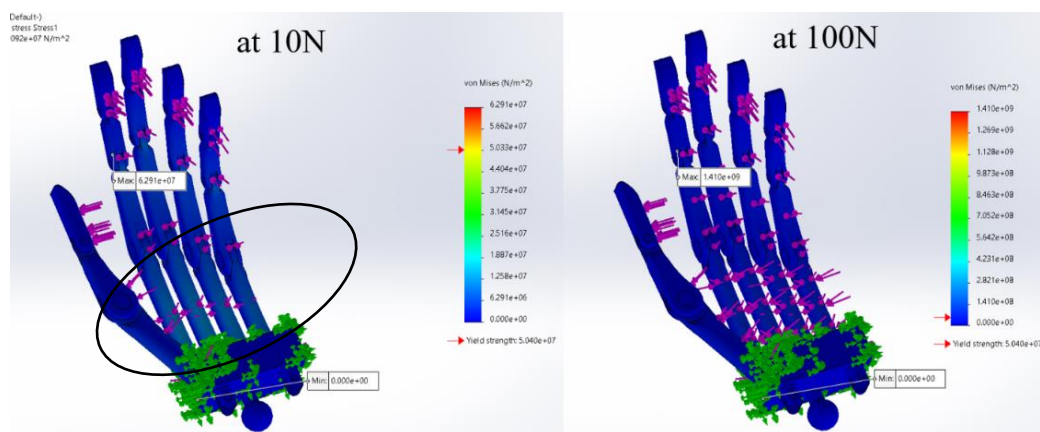 Default-)
stress Stress1
092e+07 N/m^2
at 10N
von Mises (N/m^2)
6.291e+07
5.662e+07
5.033e+07
4.404e+07
3.775e+07
3.145e+07
2.516e+07
1.887e+07
1.258e+07
6.291e+06
0.000e+00
Yield strength: 5.040e+07
Max: 6.291e+07
Min: 0.000e+00
at 100N
von Mises (N/m^2)
1.410e+09
1.269e+09
1.128e+09
9.873e+08
8.463e+08
7.052e+08
5.642e+08
4.231e+08
2.821e+08
1.410e+08
0.000e+00
Yield strength: 5.040e+07
Max: 1.410e+09
Min: 0.000e+00